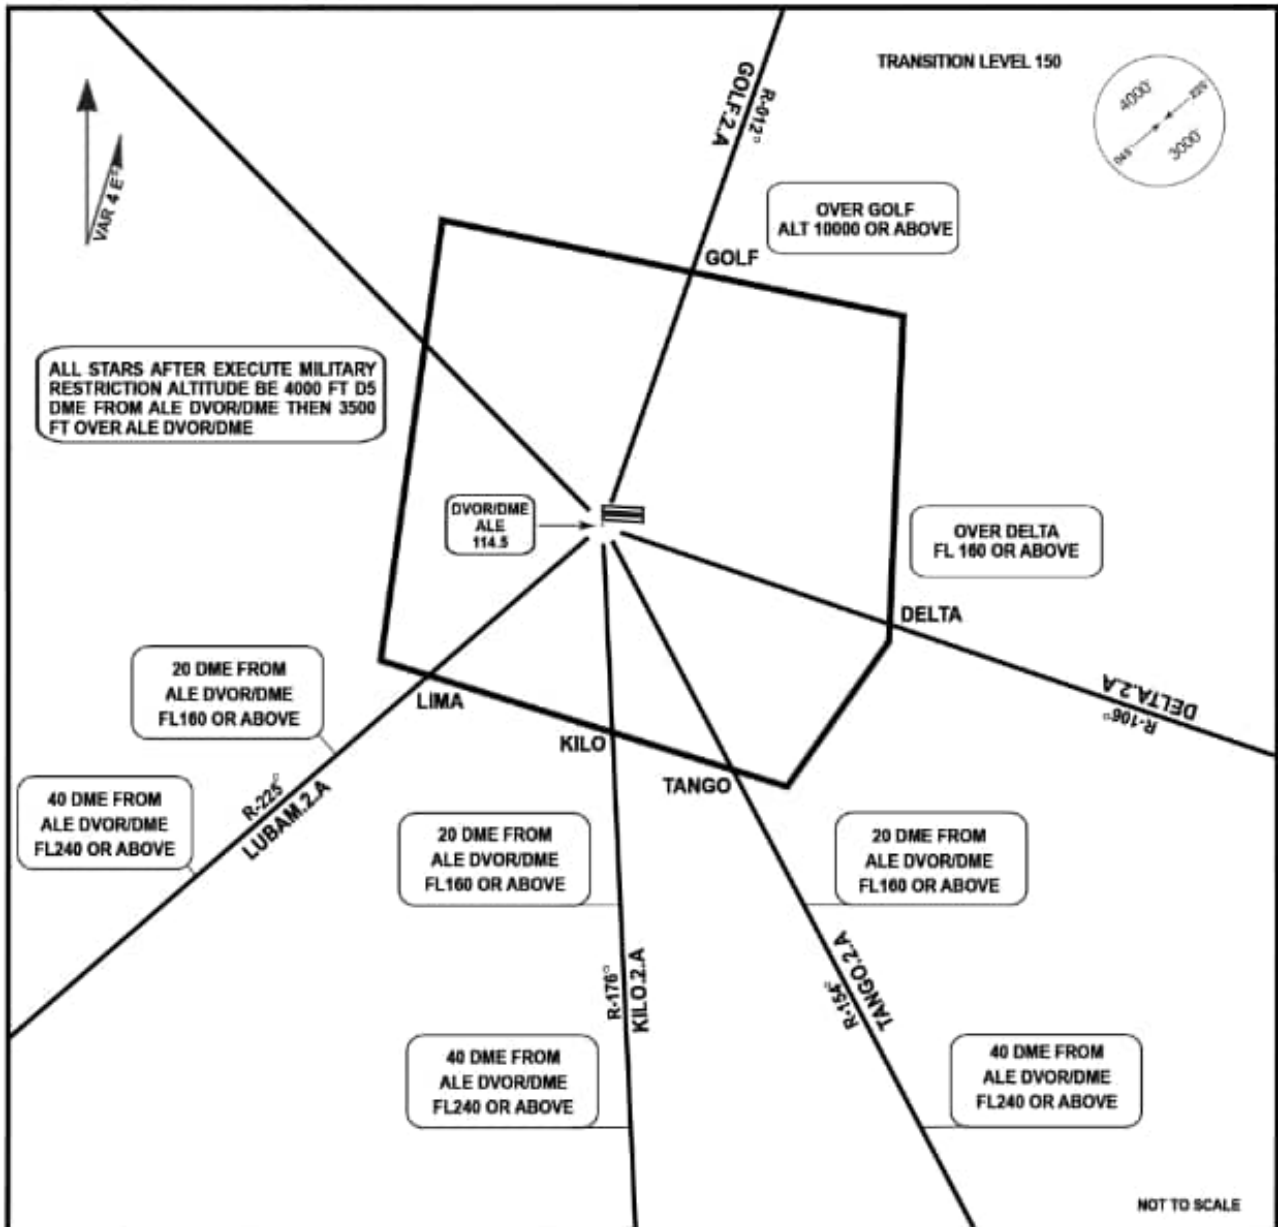 TRANSITION LEVEL 150
4000'
225°
045°
3000'
VAR 4 E°
GOLF.2.A
R-012°
OVER GOLF
ALT 10000 OR ABOVE
GOLF
ALL STARS AFTER EXECUTE MILITARY
RESTRICTION ALTITUDE BE 4000 FT D5
DME FROM ALE DVOR/DME THEN 3500
FT OVER ALE DVOR/DME
DVOR/DME
ALE
114.5
OVER DELTA
FL 160 OR ABOVE
DELTA
DELTA.2.A
R-106°
20 DME FROM
ALE DVOR/DME
FL160 OR ABOVE
LIMA
KILO
TANGO
40 DME FROM
ALE DVOR/DME
FL240 OR ABOVE
R-225°
LUBAM.2.A
20 DME FROM
ALE DVOR/DME
FL160 OR ABOVE
20 DME FROM
ALE DVOR/DME
FL160 OR ABOVE
R-176°
KILO.2.A
R-154°
TANGO.2.A
40 DME FROM
ALE DVOR/DME
FL240 OR ABOVE
40 DME FROM
ALE DVOR/DME
FL240 OR ABOVE
NOT TO SCALE